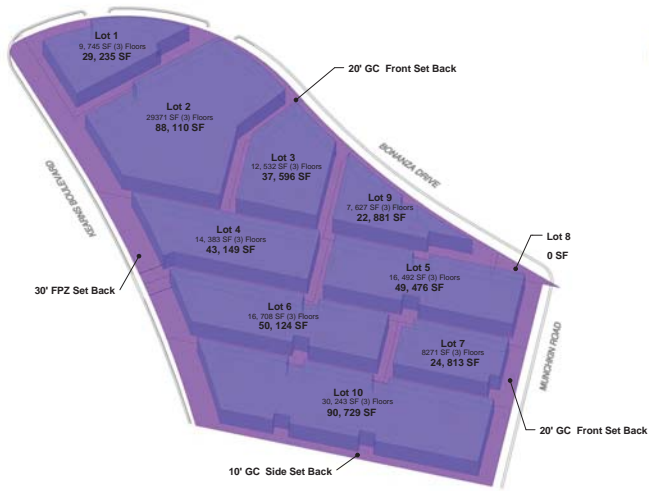 Lot 1
9, 745 SF (3) Floors
29, 235 SF
20' GC Front Set Back
Lot 2
29371 SF (3) Floors
88, 110 SF
BONANZA DRIVE
Lot 3
12, 532 SF (3) Floors
37, 596 SF
KEARNS BOULEVARD
Lot 9
7, 627 SF (3) Floors
22, 881 SF
Lot 4
14, 383 SF (3) Floors
43, 149 SF
Lot 8
0 SF
Lot 5
16, 492 SF (3) Floors
49, 476 SF
30' FPZ Set Back
Lot 6
16, 708 SF (3) Floors
50, 124 SF
Lot 7
8271 SF (3) Floors
24, 813 SF
MUNCHKIN ROAD
Lot 10
30, 243 SF (3) Floors
90, 729 SF
20' GC Front Set Back
10' GC Side Set Back